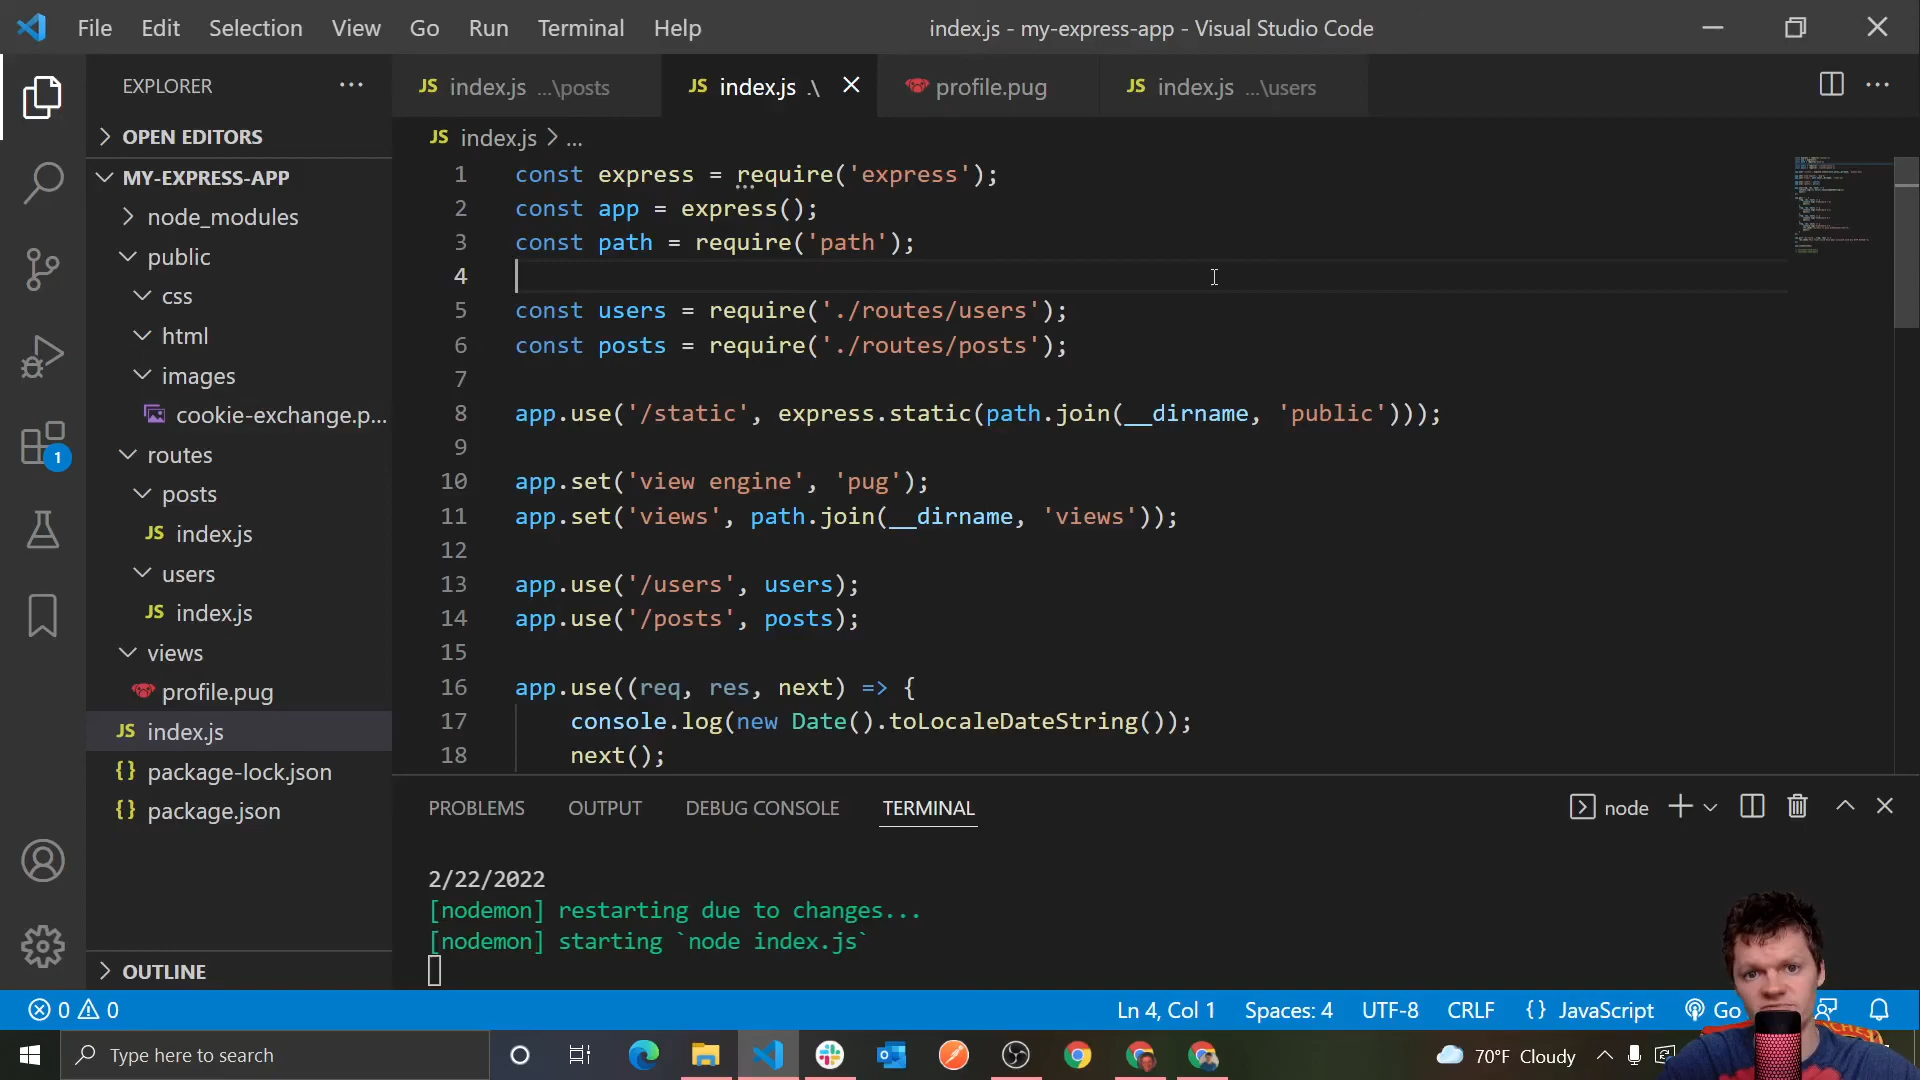 File Edit Selection View Go Run Terminal Help
index.js - my-express-app - Visual Studio Code
EXPLORER
OPEN EDITORS
MY-EXPRESS-APP
node_modules
public
css
html
images
cookie-exchange.p...
routes
posts
JS index.js
users
JS index.js
views
profile.pug
JS index.js
{} package-lock.json
{} package.json
OUTLINE
1
JS index.js ...\posts
JS index.js .\
profile.pug
JS index.js ...\users
JS index.js > ...
1 const express = require('express');
2 const app = express();
3 const path = require('path');
4
5 const users = require('./routes/users');
6 const posts = require('./routes/posts');
7
8 app.use('/static', express.static(path.join(__dirname, 'public')));
9
10 app.set('view engine', 'pug');
11 app.set('views', path.join(__dirname, 'views'));
12
13 app.use('/users', users);
14 app.use('/posts', posts);
15
16 app.use((req, res, next) => {
17 console.log(new Date().toLocaleDateString());
18 next();
PROBLEMS OUTPUT DEBUG CONSOLE TERMINAL
node
2/22/2022
[nodemon] restarting due to changes...
[nodemon] starting `node index.js`
0 0
Ln 4, Col 1 Spaces: 4 UTF-8 CRLF {} JavaScript Go
Type here to search
70°F Cloudy